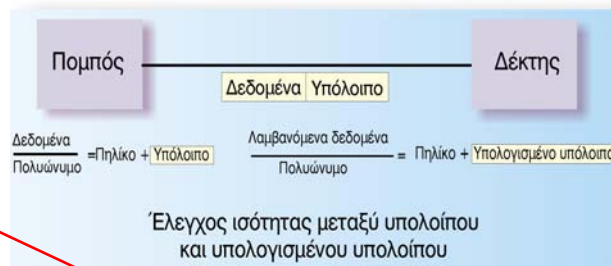 Πομπός
Δέκτης
Δεδομένα Υπόλοιπο
Δεδομένα
Πολυώνυμο
=Πηλίκο + Υπόλοιπο
Λαμβανόμενα δεδομένα
Πολυώνυμο
= Πηλίκο + Υπολογισμένο υπόλοιπο
Έλεγχος ισότητας μεταξύ υπολοίπου
και υπολογισμένου υπολοίπου